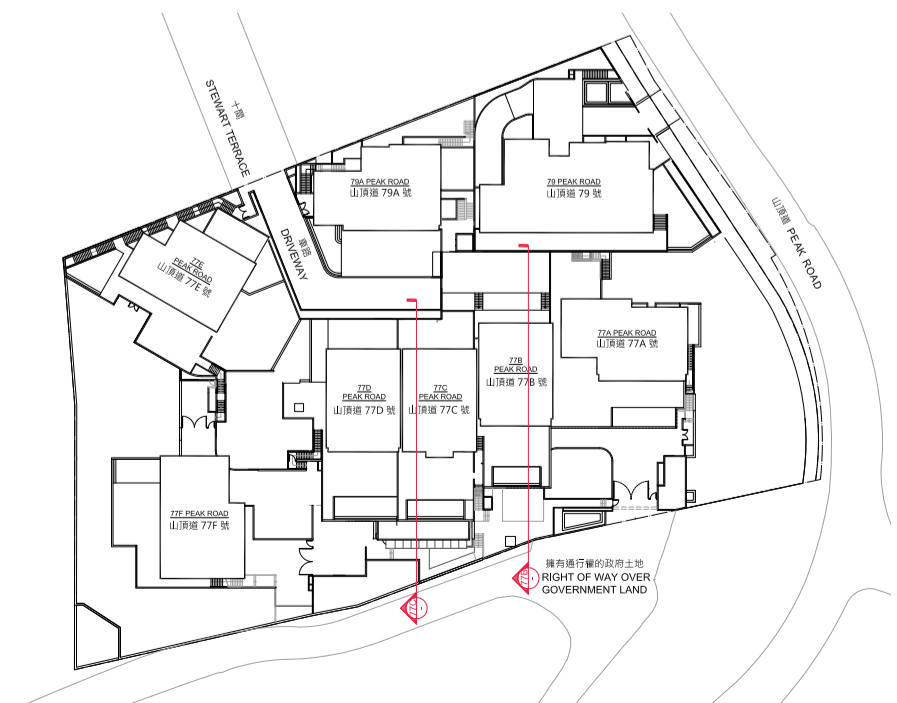 十間
STEWART TERRACE
79A PEAK ROAD
山頂道 79A 號
79 PEAK ROAD
山頂道 79 號
山頂道 PEAK ROAD
車路
DRIVEWAY
77E
PEAK ROAD
山頂道 77E 號
77A PEAK ROAD
山頂道 77A 號
77B
PEAK ROAD
山頂道 77B 號
77D
PEAK ROAD
山頂道 77D 號
77C
PEAK ROAD
山頂道 77C 號
77F PEAK ROAD
山頂道 77F 號
擁有通行權的政府土地
RIGHT OF WAY OVER
GOVERNMENT LAND
77B
-
77C
-